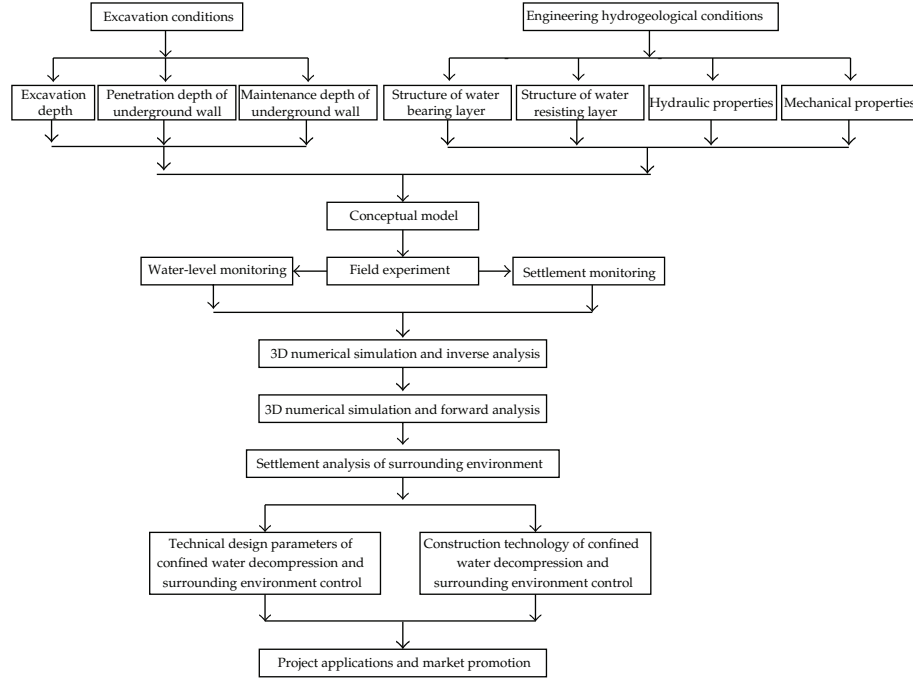 Excavation conditions
Engineering hydrogeological conditions
Excavation
depth
Penetration depth of
underground wall
Maintenance depth of
underground wall
Structure of water
bearing layer
Structure of water
resisting layer
Hydraulic properties
Mechanical properties
Conceptual model
Water-level monitoring
Field experiment
Settlement monitoring
3D numerical simulation and inverse analysis
3D numerical simulation and forward analysis
Settlement analysis of surrounding environment
Technical design parameters of
confined water decompression and
surrounding environment control
Construction technology of confined
water decompression and
surrounding environment control
Project applications and market promotion